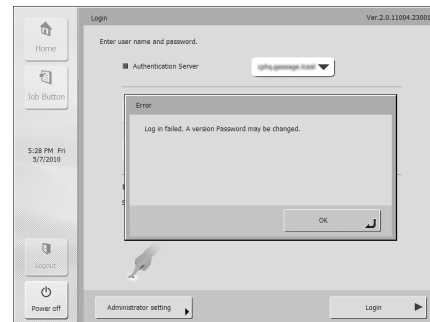 Login
Ver.2.0.11004.23001
Home
Job Button
5:28 PM Fri
5/7/2010
Logout
Power off
Enter user name and password.
Authentication Server
Error
Log in failed. A version Password may be changed.
OK
S
Administrator setting
Login